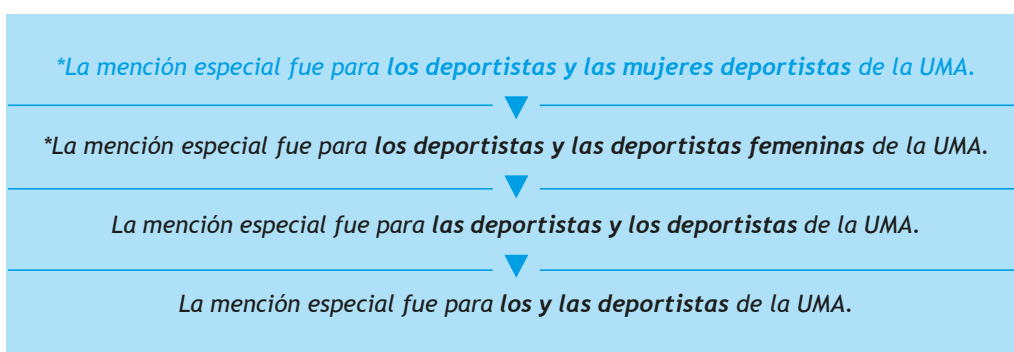 *La mención especial fue para los deportistas y las mujeres deportistas de la UMA.
*La mención especial fue para los deportistas y las deportistas femeninas de la UMA.
La mención especial fue para las deportistas y los deportistas de la UMA.
La mención especial fue para los y las deportistas de la UMA.